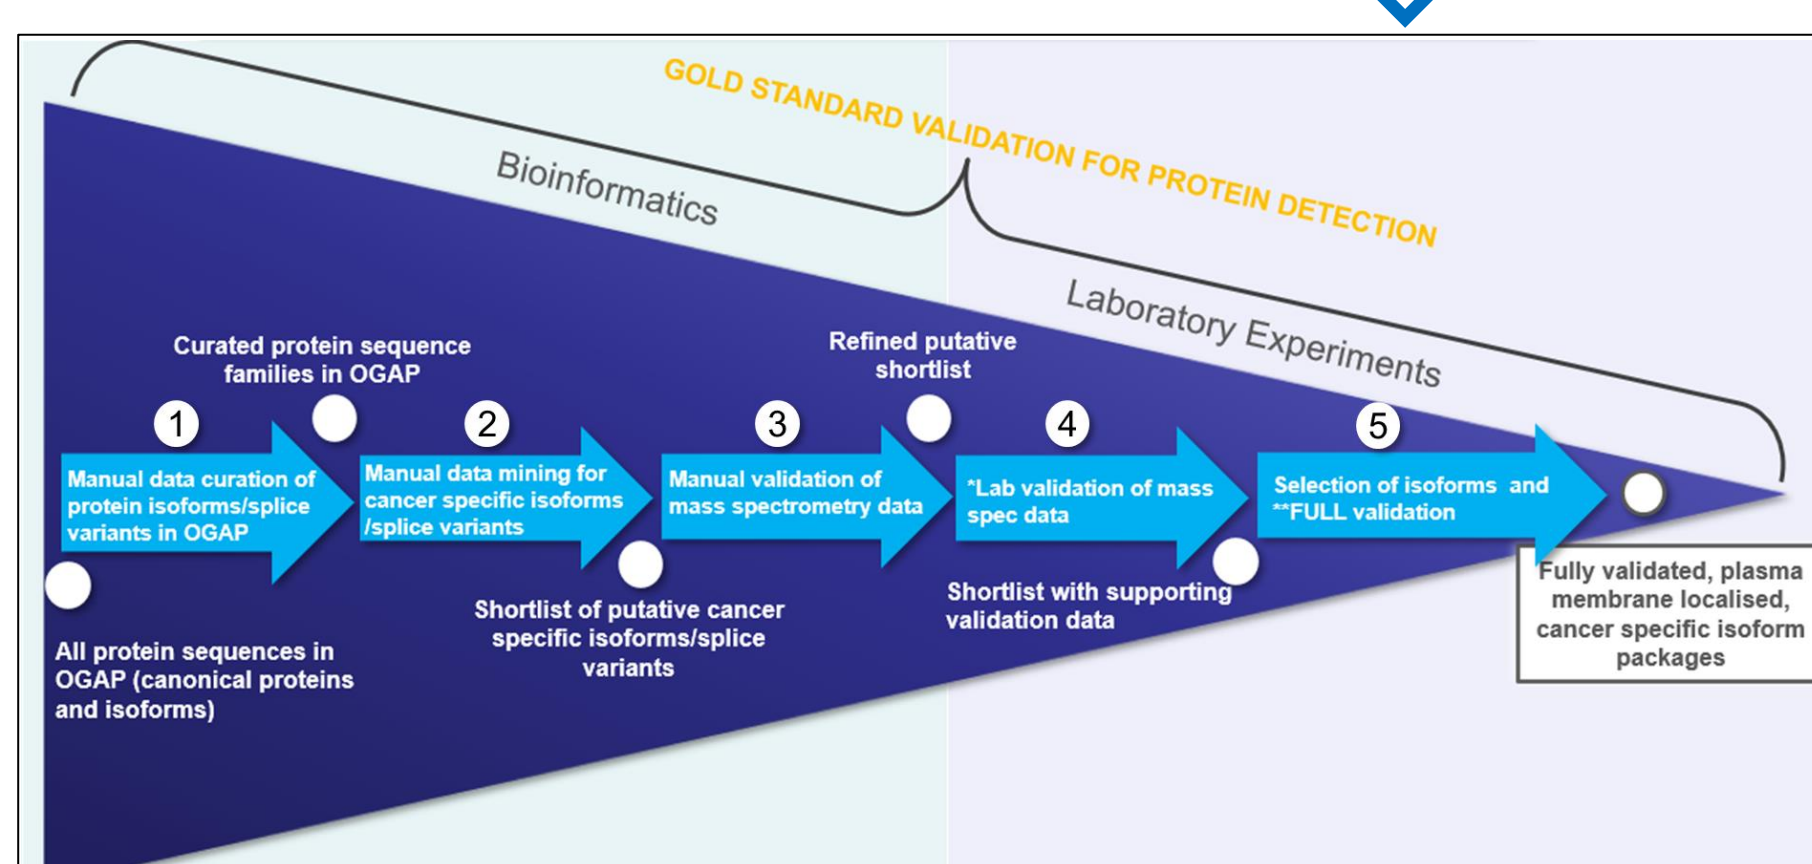 GOLD STANDARD VALIDATION FOR PROTEIN DETECTION
Bioinformatics
Laboratory Experiments
Curated protein sequence
families in OGAP
Refined putative
shortlist
1
2
3
4
5
Manual data curation of
protein isoforms/splice
variants in OGAP
Manual data mining for
cancer specific isoforms
/splice variants
Manual validation of
mass spectrometry data
*Lab validation of mass
spec data
Selection of isoforms and
**FULL validation
All protein sequences in
OGAP (canonical proteins
and isoforms)
Shortlist of putative cancer
specific isoforms/splice
variants
Shortlist with supporting
validation data
Fully validated, plasma
membrane localised,
cancer specific isoform
packages